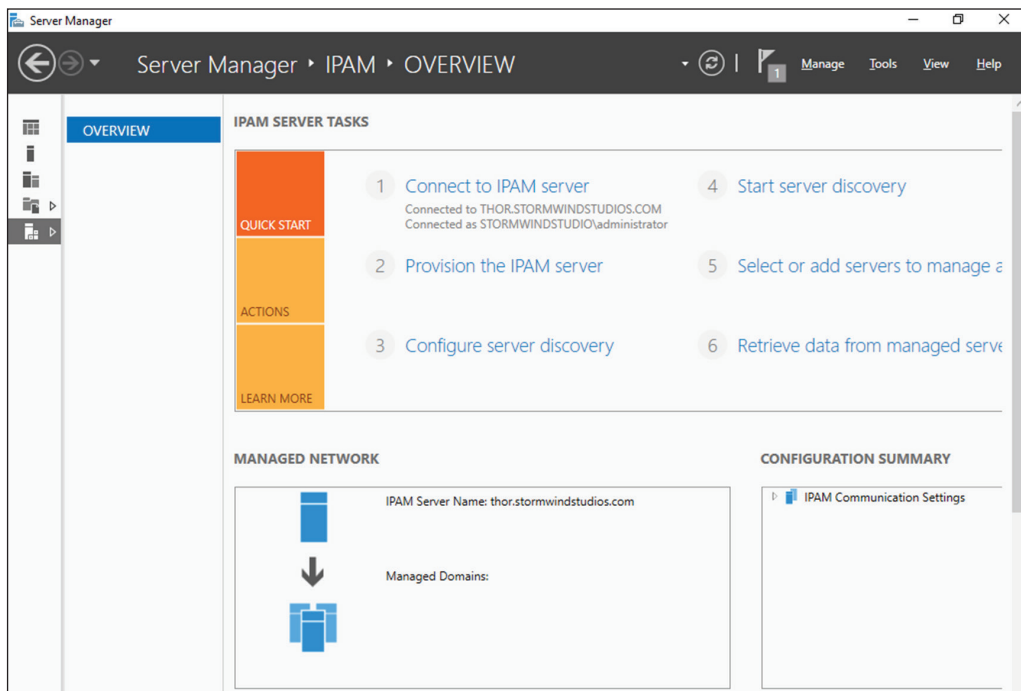 Server Manager
Server Manager ‣ IPAM ‣ OVERVIEW
1
Manage
Tools
View
Help
OVERVIEW
IPAM SERVER TASKS
QUICK START
ACTIONS
LEARN MORE
1 Connect to IPAM server
Connected to THOR.STORMWINDSTUDIOS.COM
Connected as STORMWINDSTUDIO\administrator
2 Provision the IPAM server
3 Configure server discovery
4 Start server discovery
5 Select or add servers to manage a
6 Retrieve data from managed serve
MANAGED NETWORK
IPAM Server Name: thor.stormwindstudios.com
Managed Domains:
CONFIGURATION SUMMARY
IPAM Communication Settings